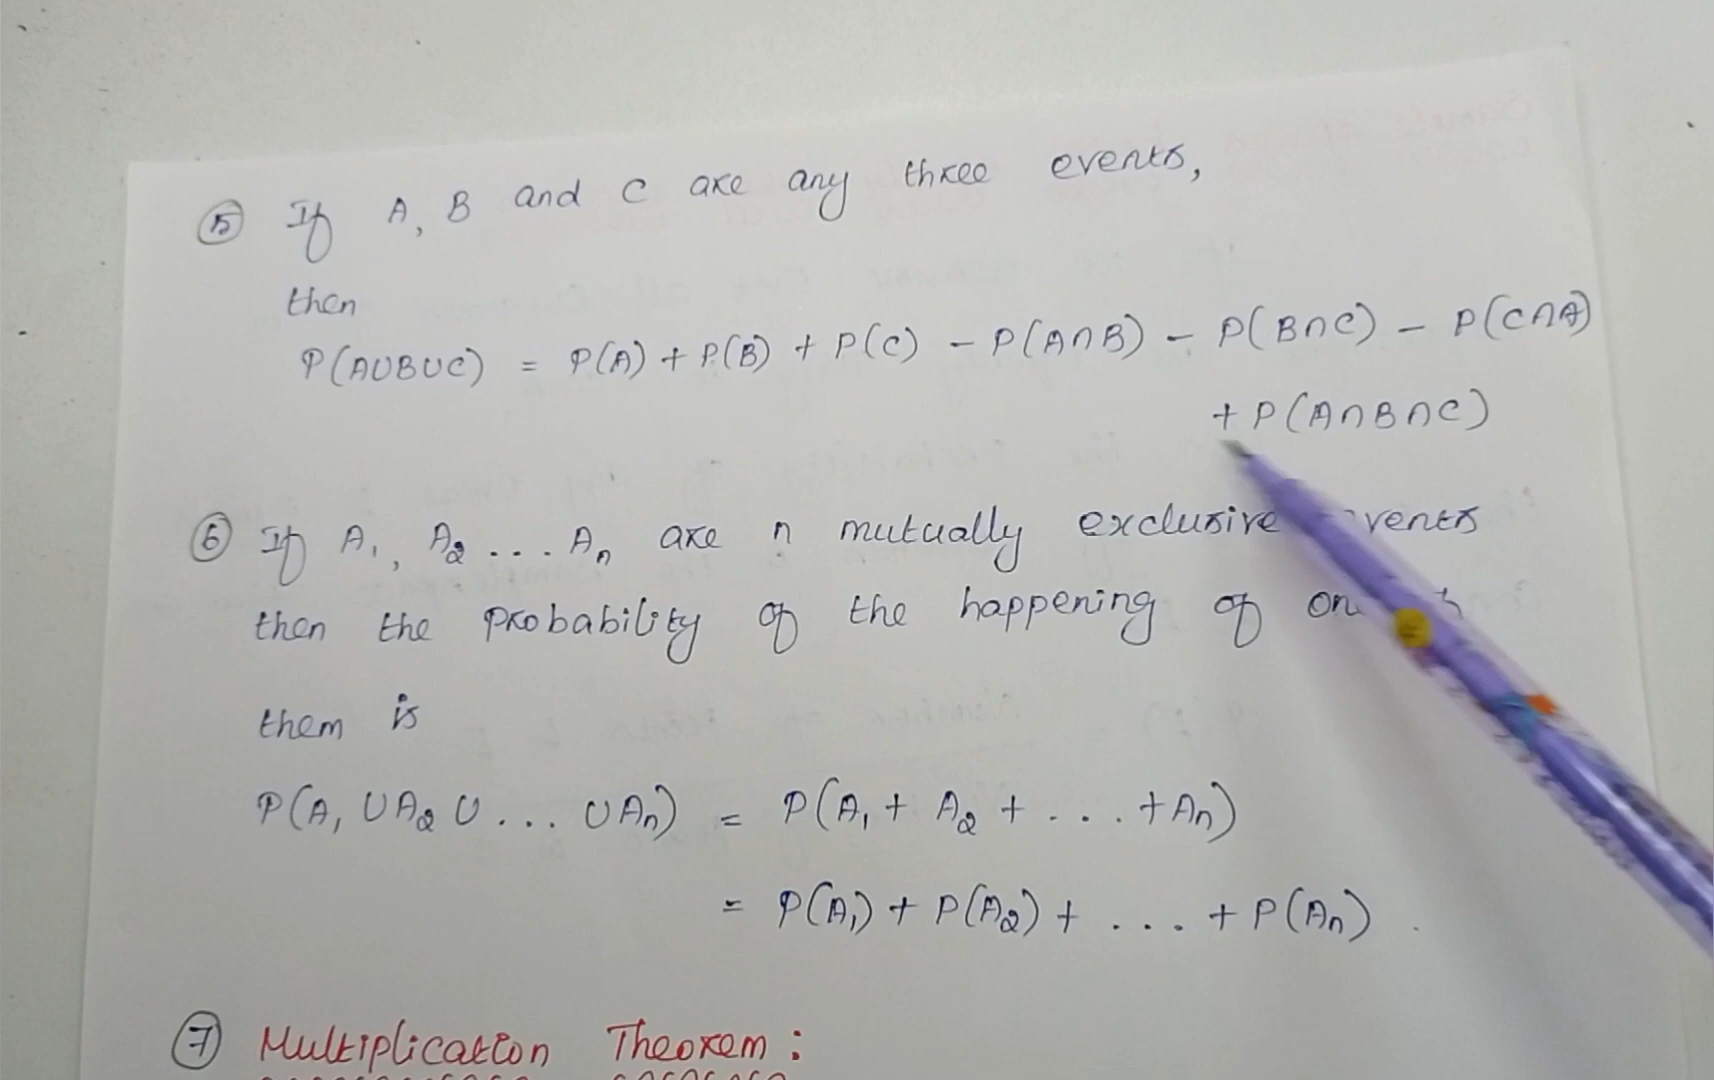 ⑤ If A, B and C are any three events,
then
P(A∪B∪C) = P(A) + P(B) + P(C) - P(A∩B) - P(B∩C) - P(C∩A)
+ P(A∩B∩C)
⑥ If A₁, A₂ ... Aₙ are n mutually exclusive
then the probability of the happening of
them is
P(A₁ ∪ A₂ ∪ ... ∪ Aₙ) = P(A₁ + A₂ + ... + Aₙ)
= P(A₁) + P(A₂) + ... + P(Aₙ).
⑦ Multiplication Theorem :